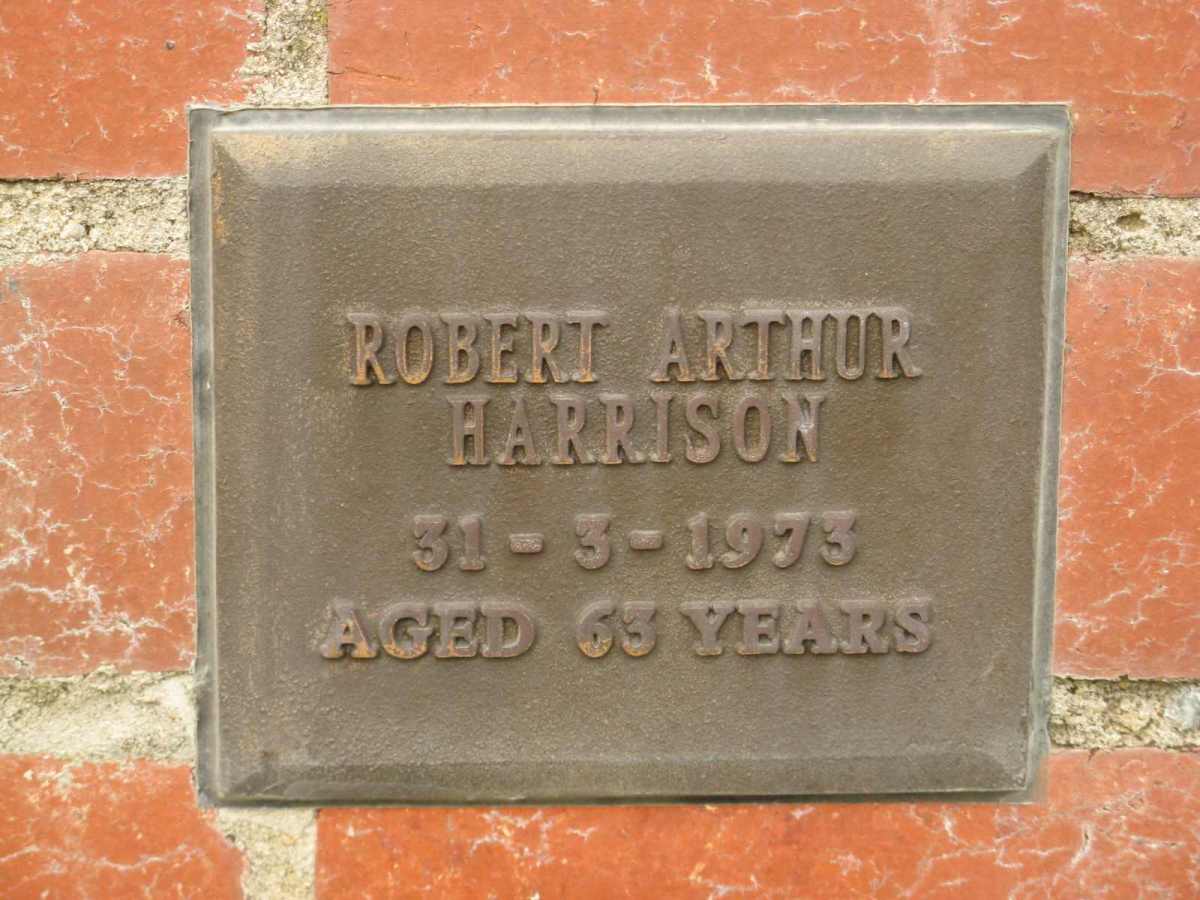 ROBERT ARTHUR
HARRISON
31 - 3 - 1973
AGED 63 YEARS